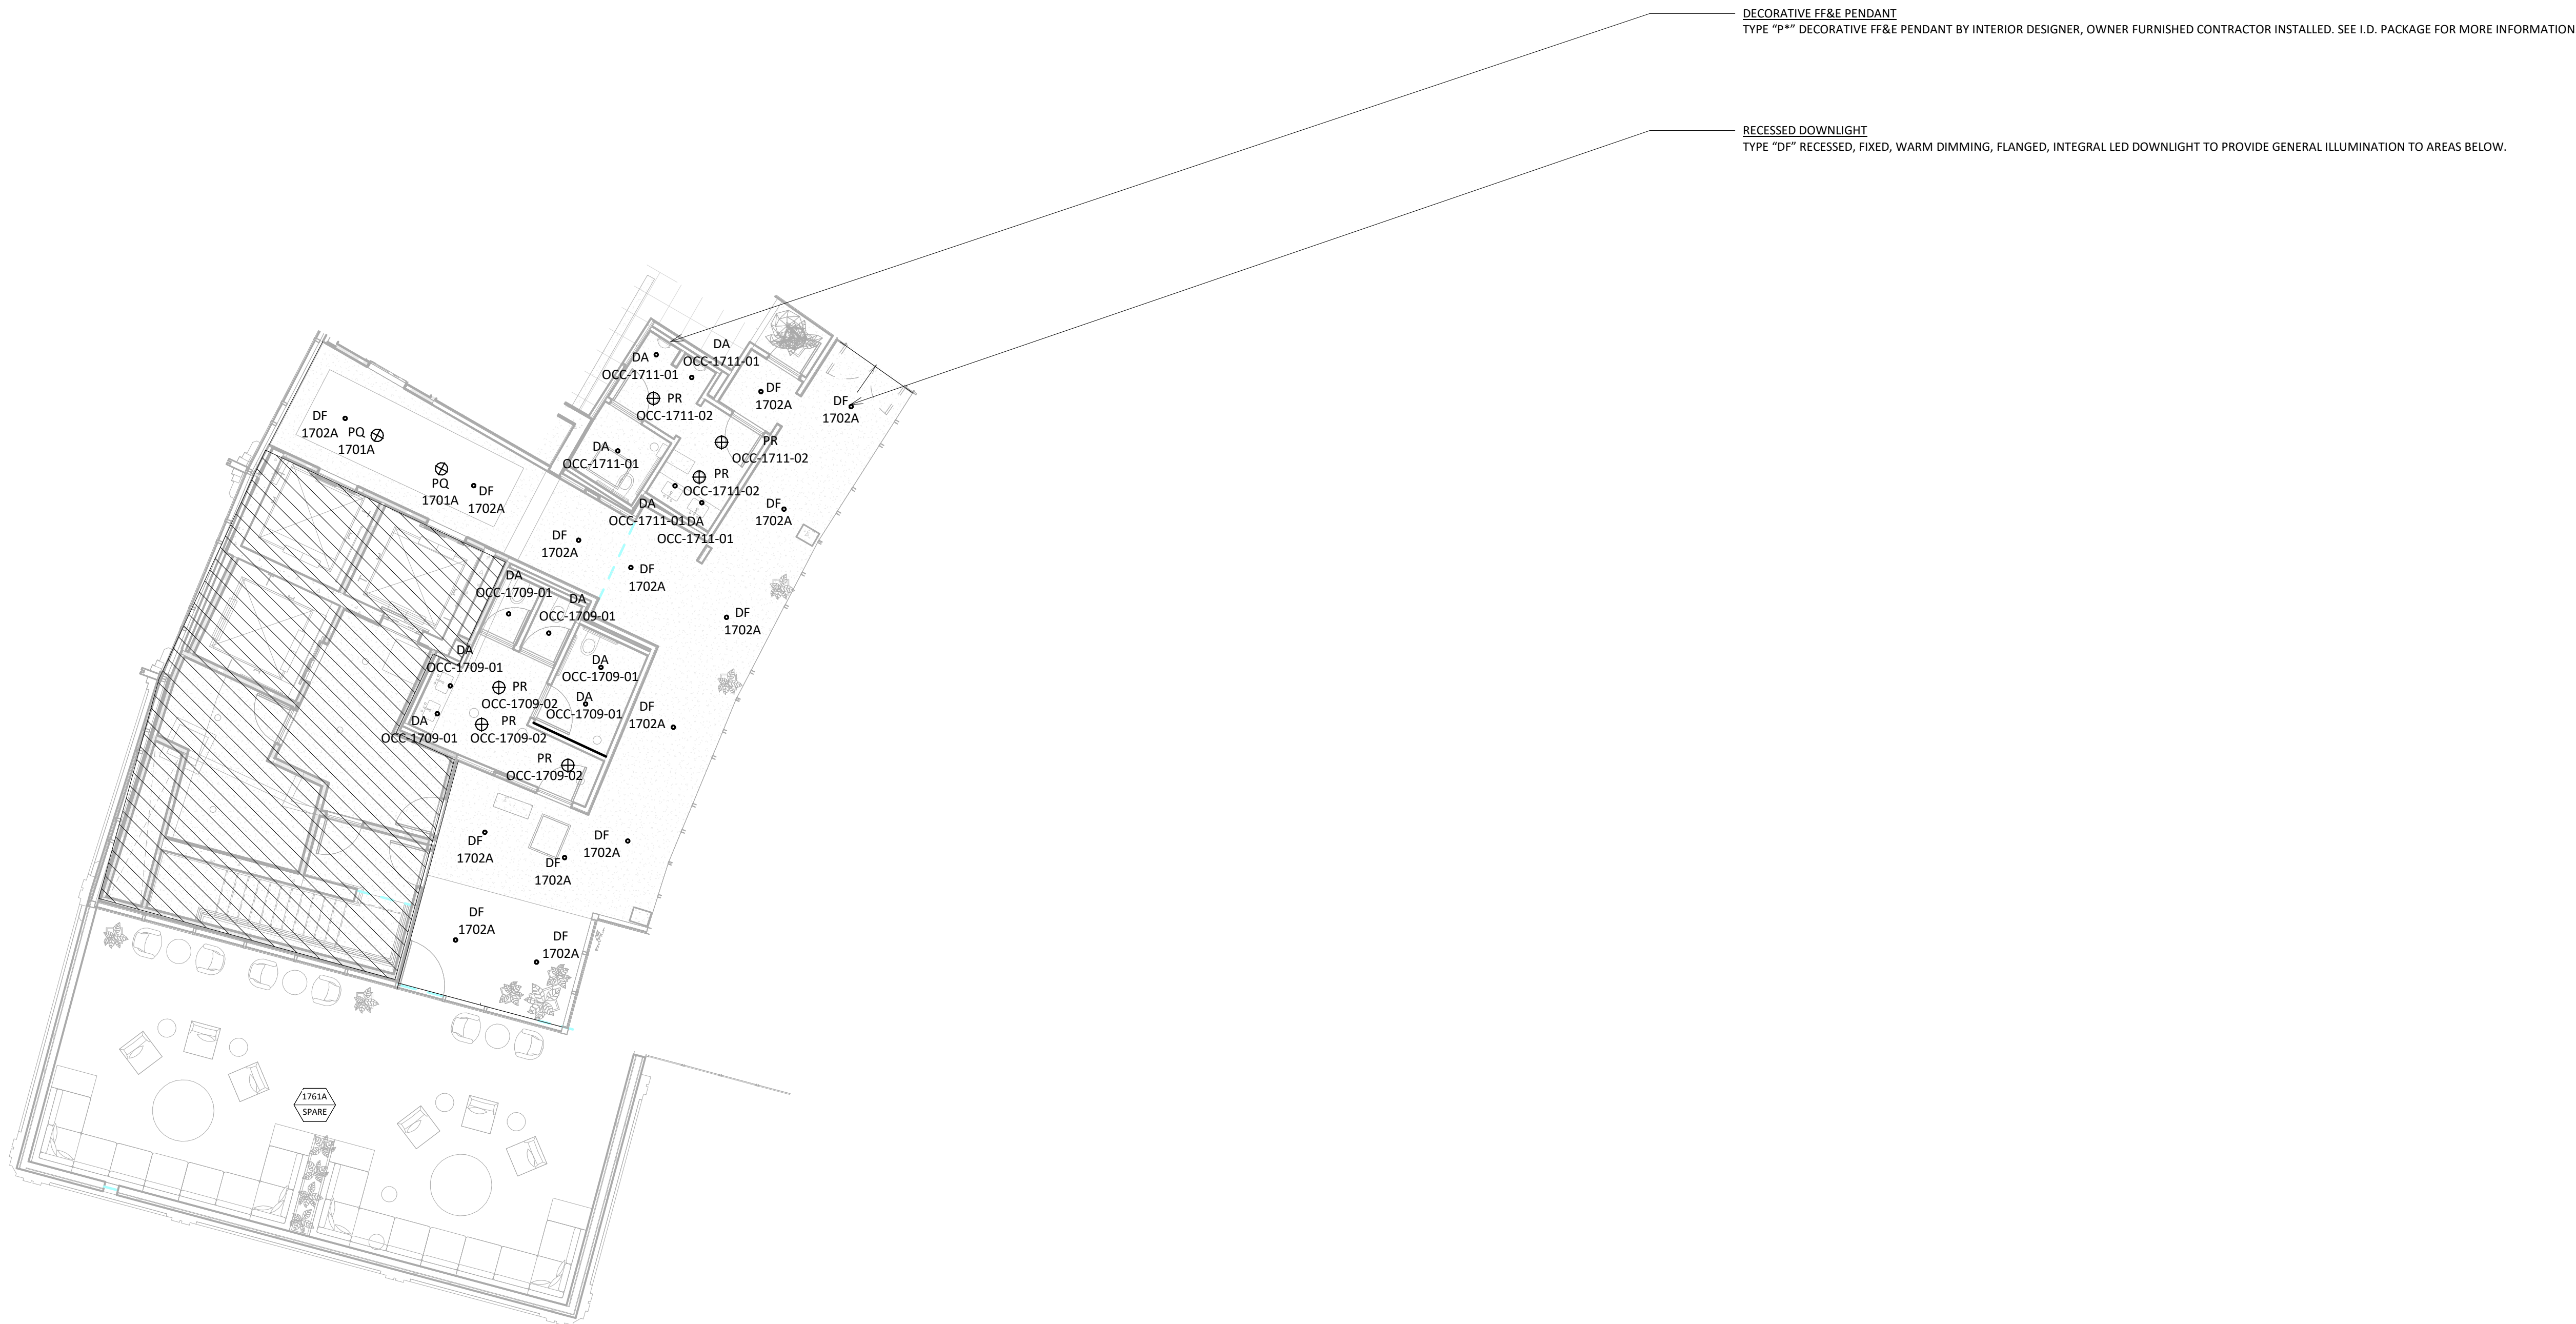 DECORATIVE FF&E PENDANT
TYPE “P*” DECORATIVE FF&E PENDANT BY INTERIOR DESIGNER, OWNER FURNISHED CONTRACTOR INSTALLED. SEE I.D. PACKAGE FOR MORE INFORMATION
RECESSED DOWNLIGHT
TYPE “DF” RECESSED, FIXED, WARM DIMMING, FLANGED, INTEGRAL LED DOWNLIGHT TO PROVIDE GENERAL ILLUMINATION TO AREAS BELOW.
DA
OCC-1711-01
DA
OCC-1711-01
DF
1702A
DF
1702A
PR
OCC-1711-02
DF
1702A
PQ
1701A
PR
OCC-1711-02
DA
OCC-1711-01
PR
OCC-1711-02
PQ
1701A
DF
1702A
DA
OCC-1711-01
DA
OCC-1711-01
DF
1702A
DF
1702A
DF
1702A
DA
OCC-1709-01
DA
OCC-1709-01
DF
1702A
DA
OCC-1709-01
DA
OCC-1709-01
PR
OCC-1709-02
DA
OCC-1709-01
DF
1702A
DA
OCC-1709-01
PR
OCC-1709-02
PR
OCC-1709-02
DF
1702A
DF
1702A
DF
1702A
DF
1702A
DF
1702A
1761A
SPARE